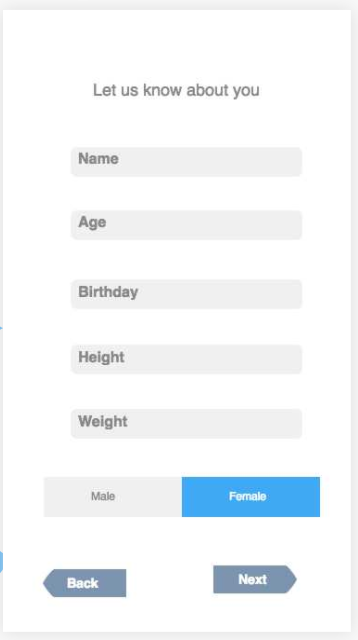 Let us know about you
Name
Age
Birthday
Height
Weight
Male Female
Back Next